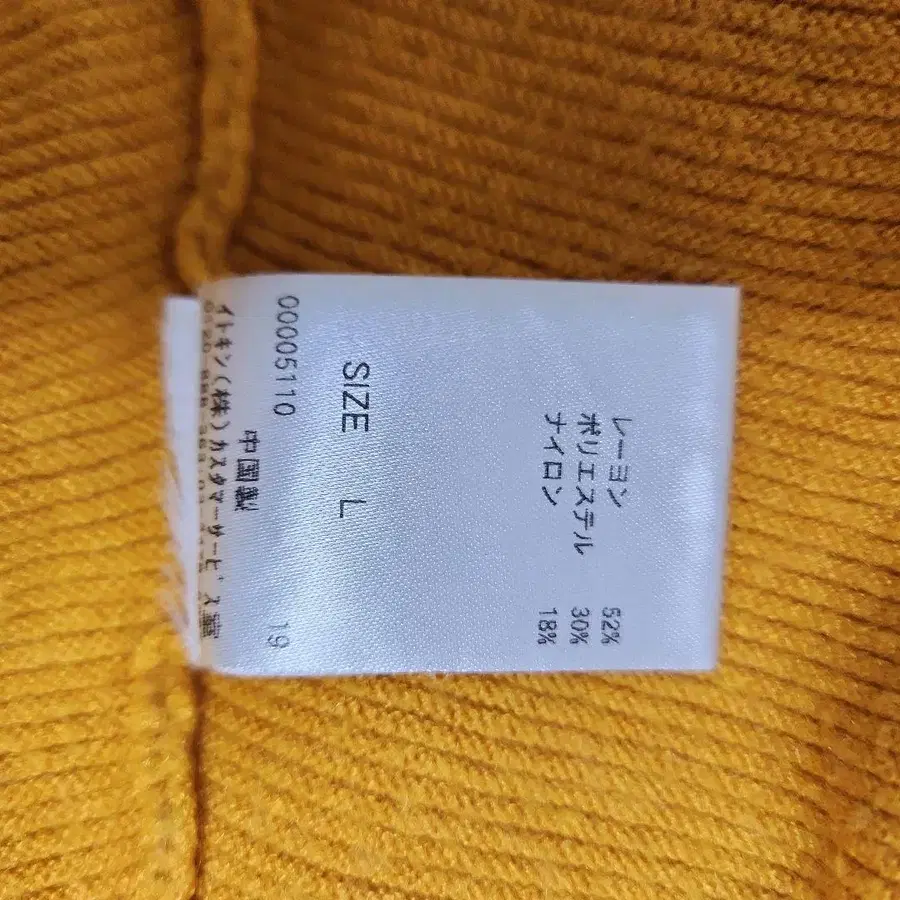 レーヨン 52%
ポリエステル 30%
ナイロン 18%
SIZE L
00005110 19
中国製
イトキン(株)カスタマーサービス室